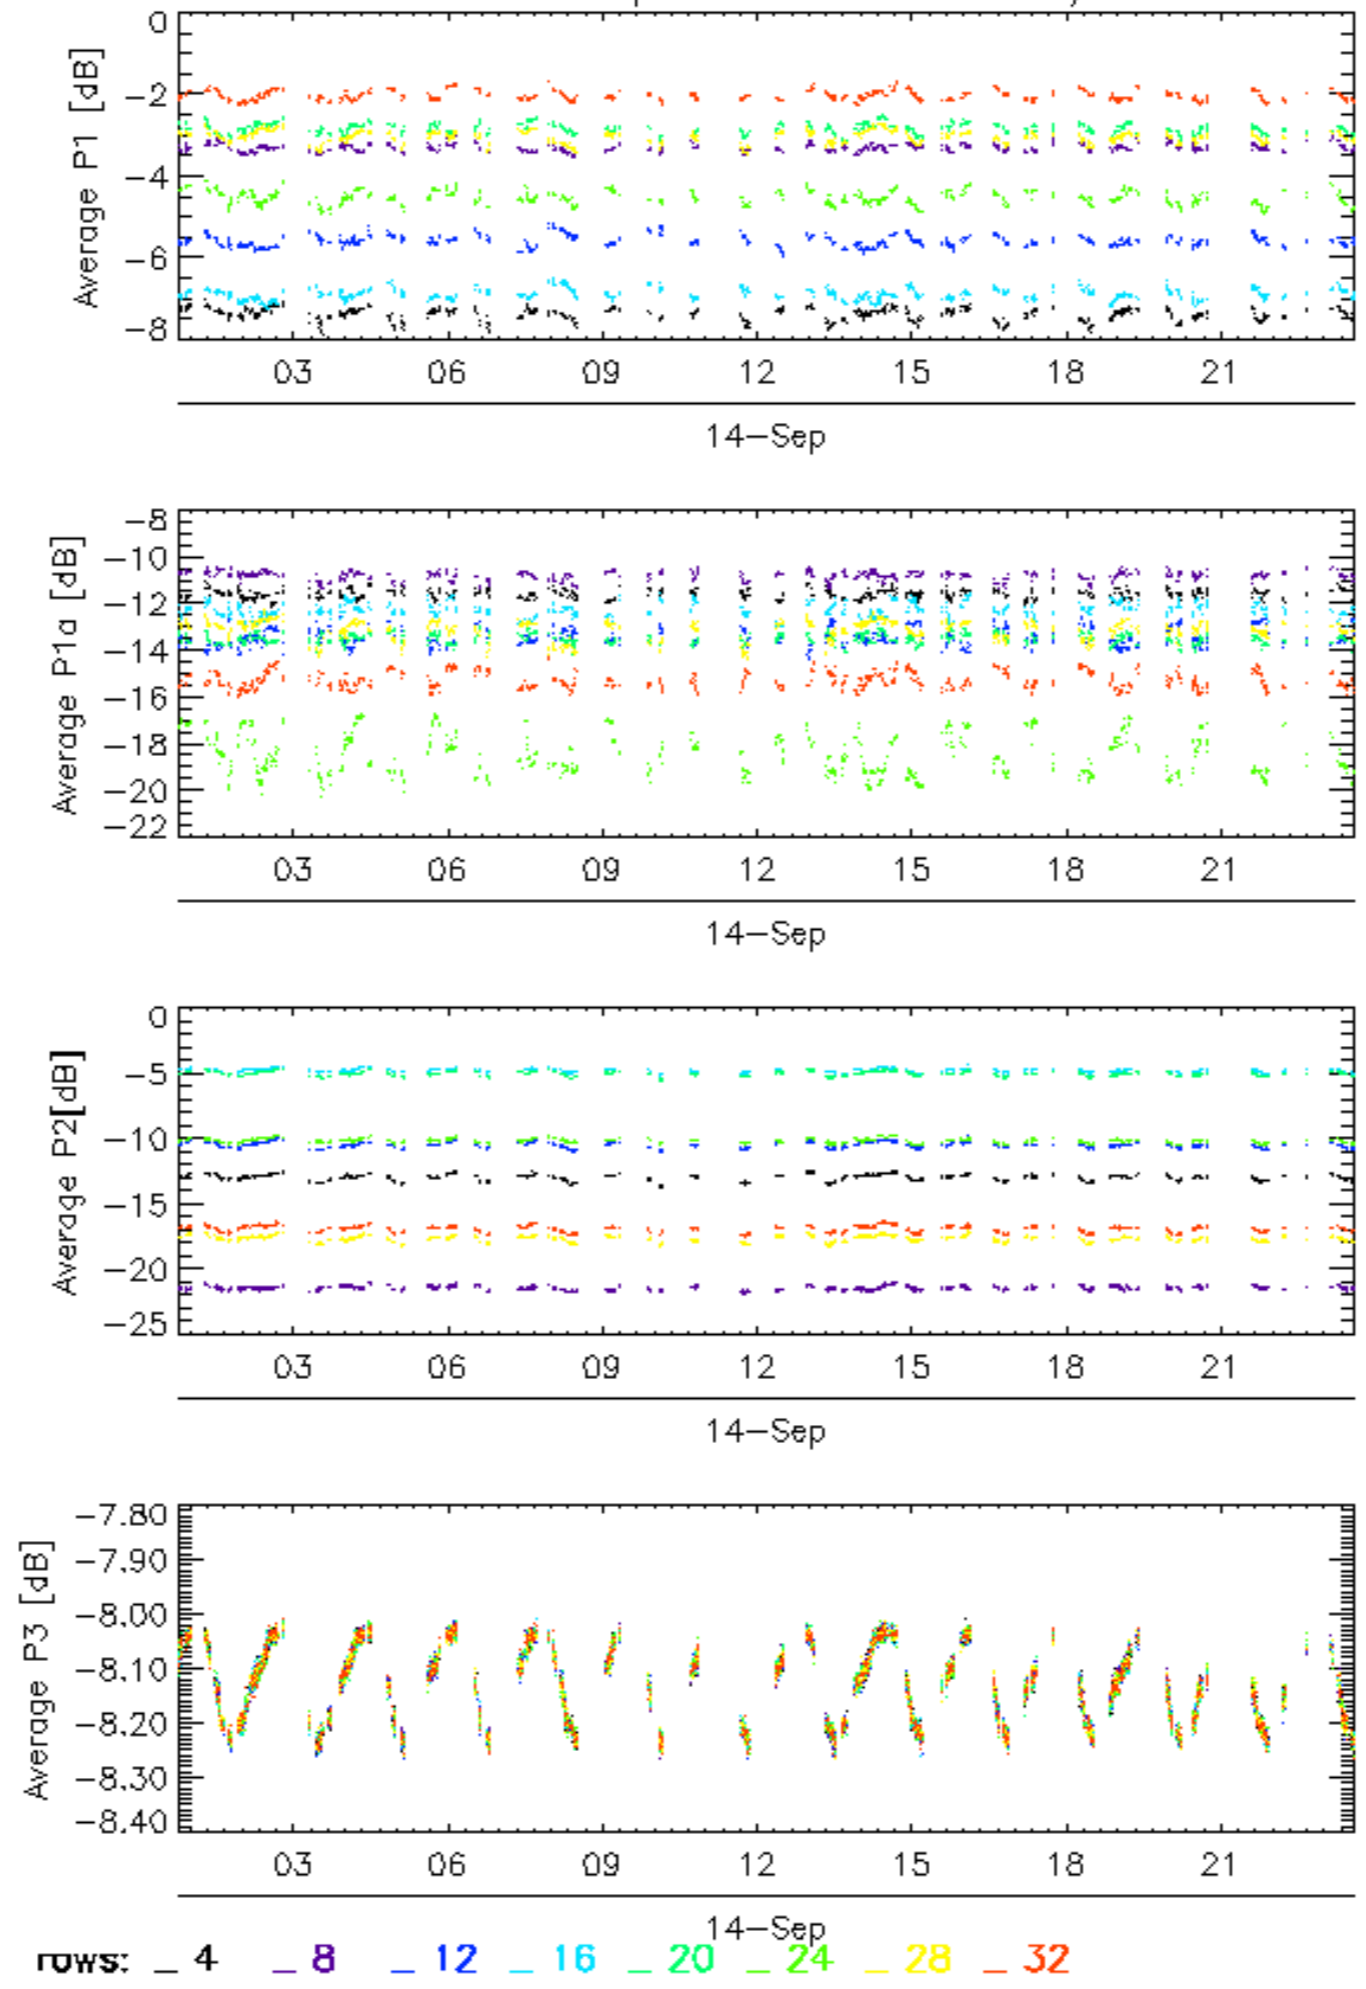 0
−2
−4
−6
−8
Average P1 [dB]
03 06 09 12 15 18 21
14−Sep
−8
−10
−12
−14
−16
−18
−20
−22
Average P1a [dB]
03 06 09 12 15 18 21
14−Sep
0
−5
−10
−15
−20
−25
Average P2[dB]
03 06 09 12 15 18 21
14−Sep
−7.80
−7.90
−8.00
−8.10
−8.20
−8.30
−8.40
Average P3 [dB]
03 06 09 12 15 18 21
14−Sep
rows: _ 4 _ 8 _ 12 _ 16 _ 20 _ 24 _ 28 _ 32